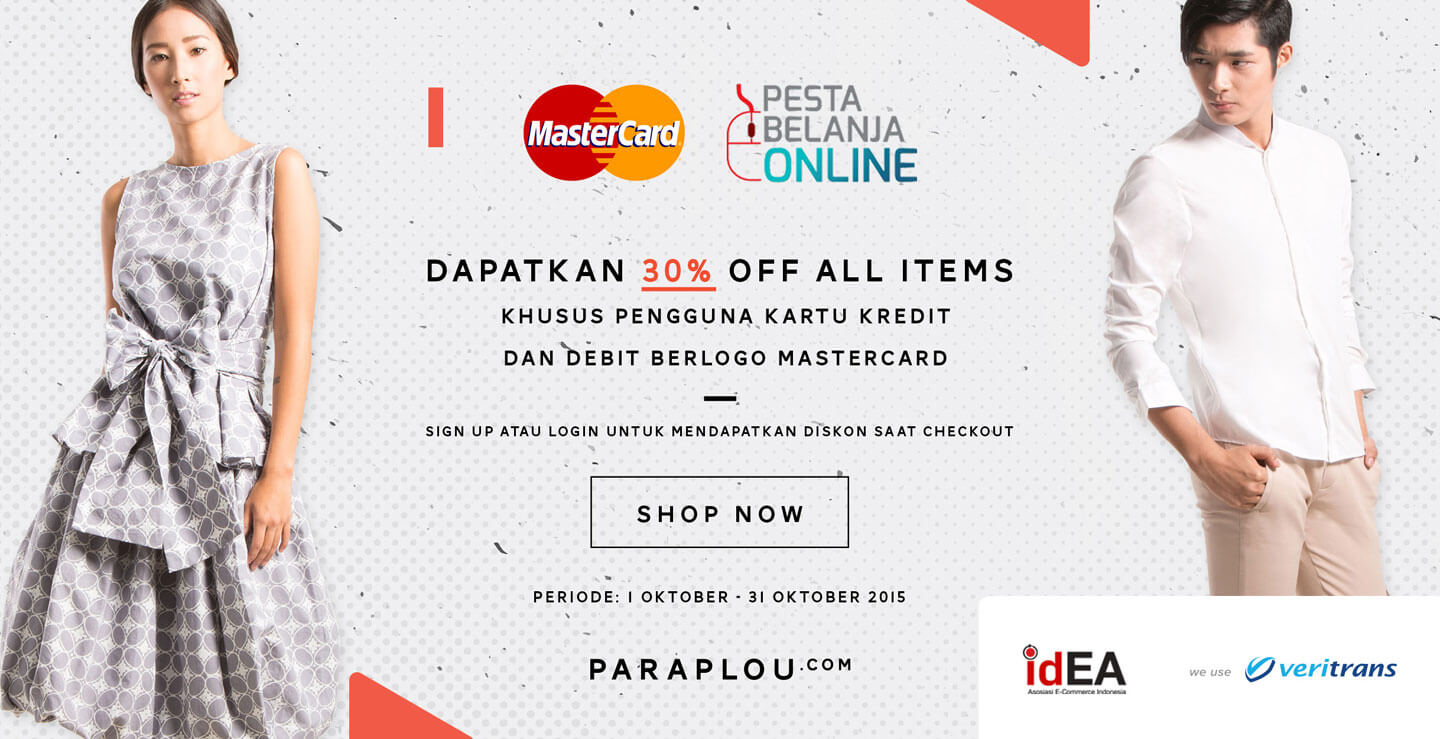 MasterCard
PESTA
BELANJA
ONLINE
DAPATKAN 30% OFF ALL ITEMS
KHUSUS PENGGUNA KARTU KREDIT
DAN DEBIT BERLOGO MASTERCARD
SIGN UP ATAU LOGIN UNTUK MENDAPATKAN DISKON SAAT CHECKOUT
SHOP NOW
PERIODE: 1 OKTOBER - 31 OKTOBER 2015
PARAPLOU.COM
idEA
Asosiasi E-Commerce Indonesia
we use veritrans